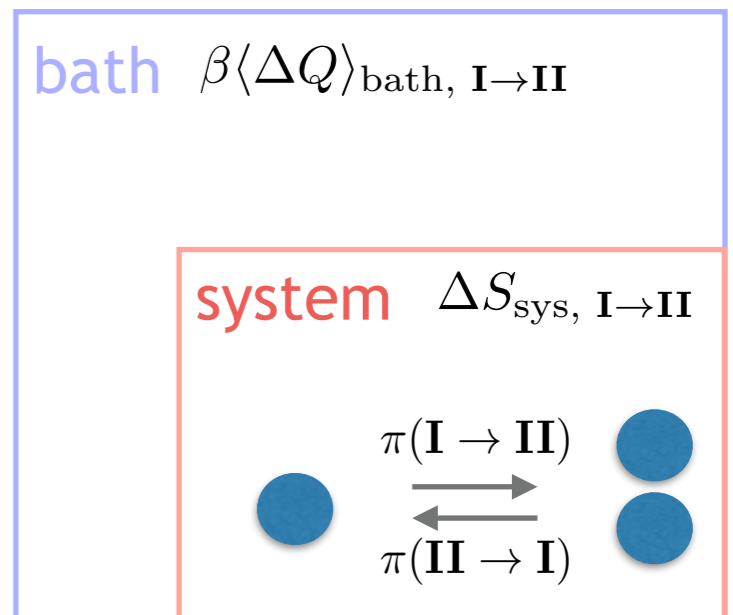 bath β⟨ΔQ⟩bath, I→II
system ΔSsys, I→II
π(I → II)
π(II → I)